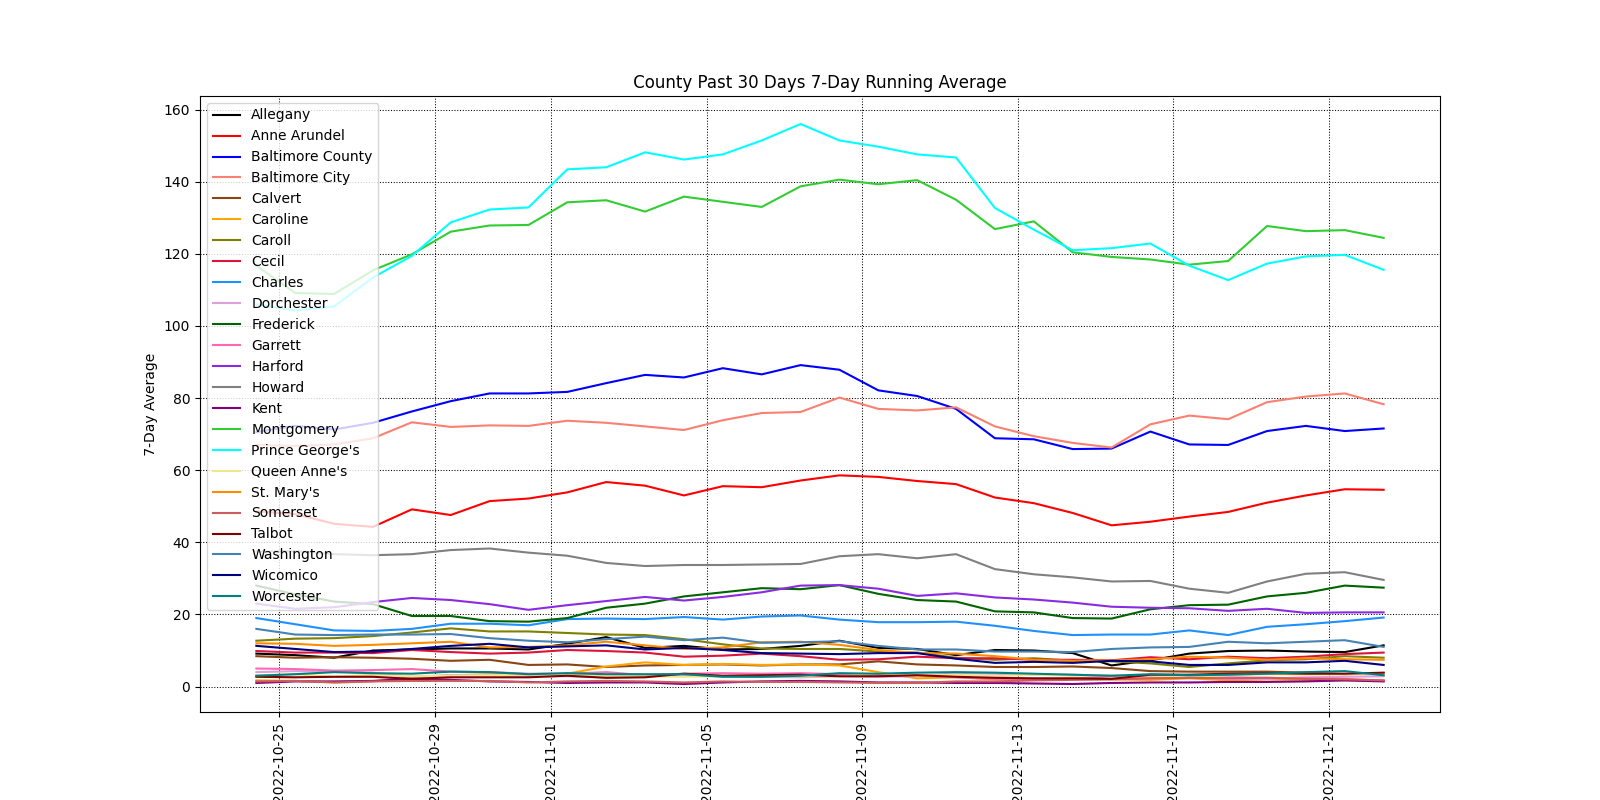 County Past 30 Days 7-Day Running Average
7-Day Average
160
140
120
100
80
60
40
20
0
Allegany
Anne Arundel
Baltimore County
Baltimore City
Calvert
Caroline
Caroll
Cecil
Charles
Dorchester
Frederick
Garrett
Harford
Howard
Kent
Montgomery
Prince George's
Queen Anne's
St. Mary's
Somerset
Talbot
Washington
Wicomico
Worcester
2022-10-25
2022-10-29
2022-11-01
2022-11-05
2022-11-09
2022-11-13
2022-11-17
2022-11-21